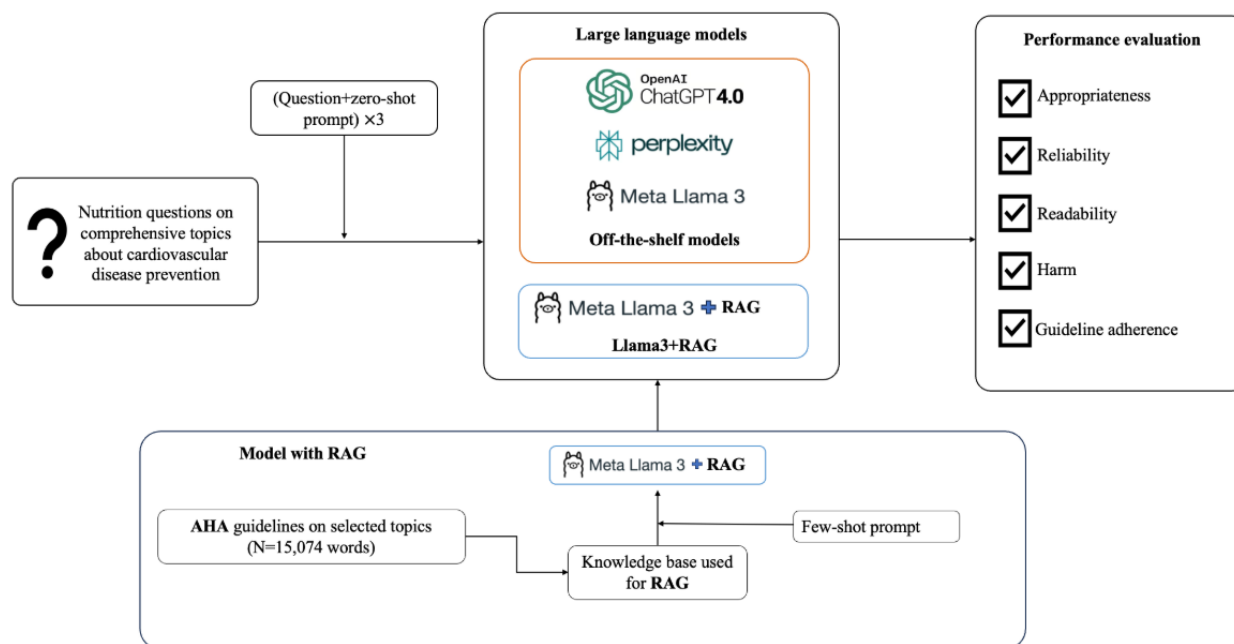 Large language models
OpenAI
ChatGPT 4.0
perplexity
Meta Llama 3
Off-the-shelf models
Meta Llama 3 + RAG
Llama3+RAG
(Question+zero-shot
prompt) ×3
?
Nutrition questions on
comprehensive topics
about cardiovascular
disease prevention
Performance evaluation
Appropriateness
Reliability
Readability
Harm
Guideline adherence
Model with RAG
Meta Llama 3 + RAG
AHA guidelines on selected topics
(N=15,074 words)
Few-shot prompt
Knowledge base used
for RAG